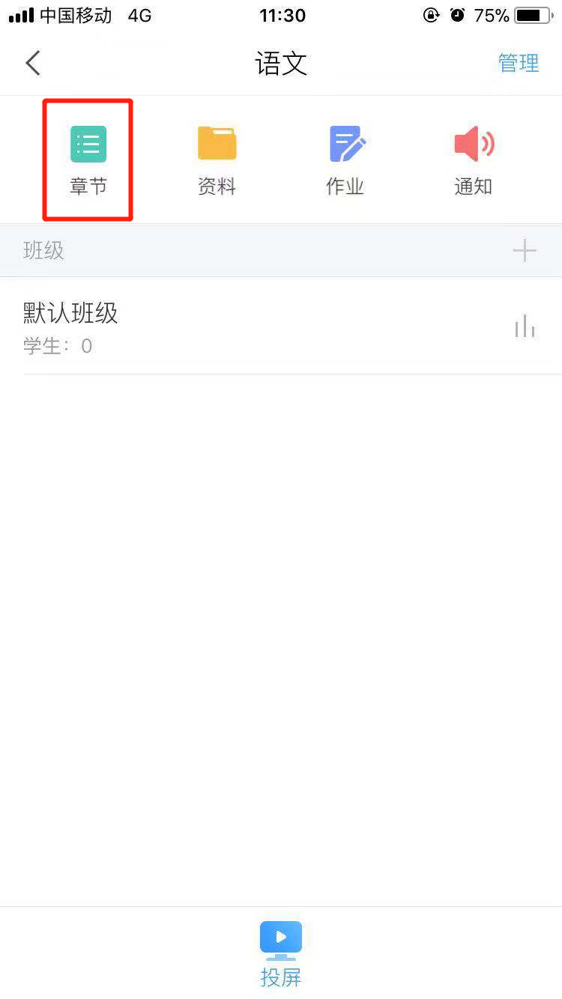 中国移动 4G 11:30 75%
语文 管理
章节 资料 作业 通知
班级
默认班级
学生：0
投屏